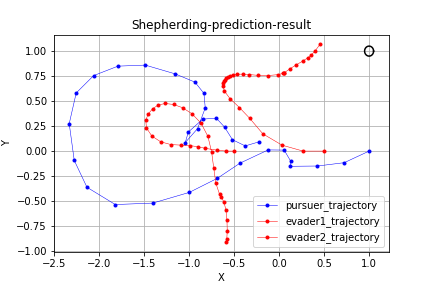 Shepherding-prediction-result
Y
1.00
0.75
0.50
0.25
0.00
−0.25
−0.50
−0.75
−1.00
−2.5 −2.0 −1.5 −1.0 −0.5 0.0 0.5 1.0
X
pursuer_trajectory
evader1_trajectory
evader2_trajectory